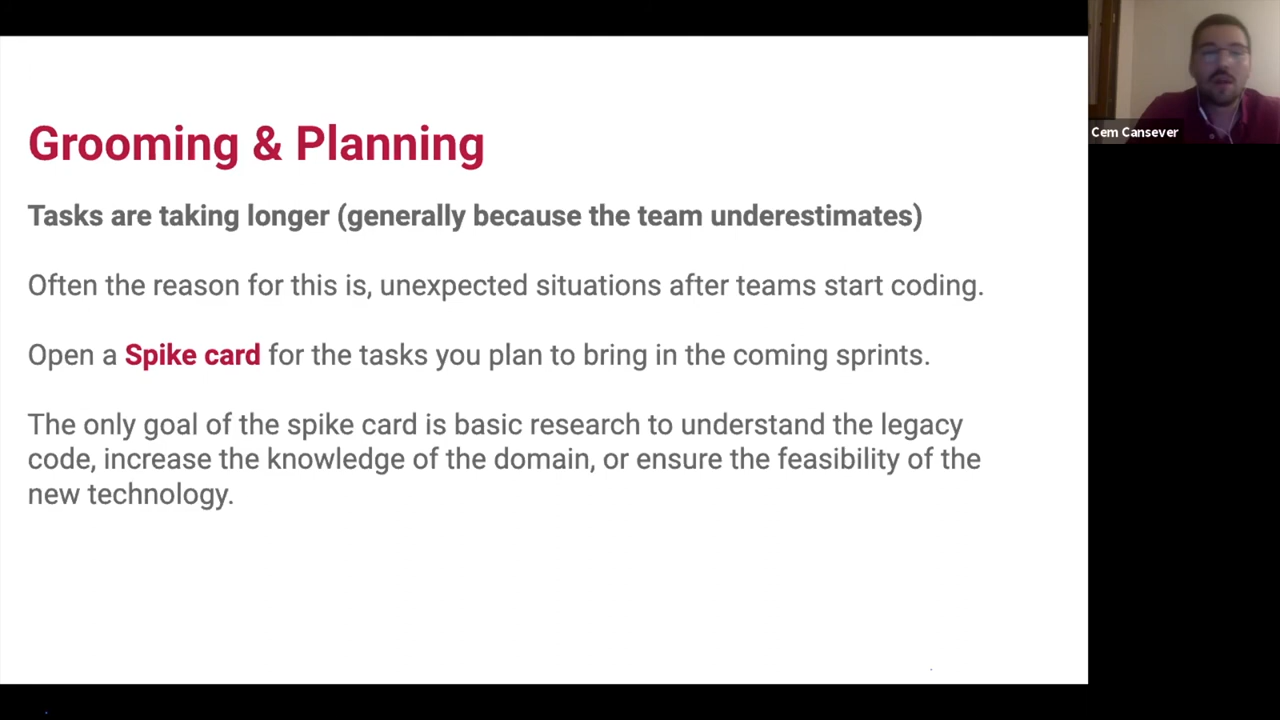 Grooming & Planning
Tasks are taking longer (generally because the team underestimates)
Often the reason for this is, unexpected situations after teams start coding.
Open a Spike card for the tasks you plan to bring in the coming sprints.
The only goal of the spike card is basic research to understand the legacy
code, increase the knowledge of the domain, or ensure the feasibility of the
new technology.
Cem Cansever